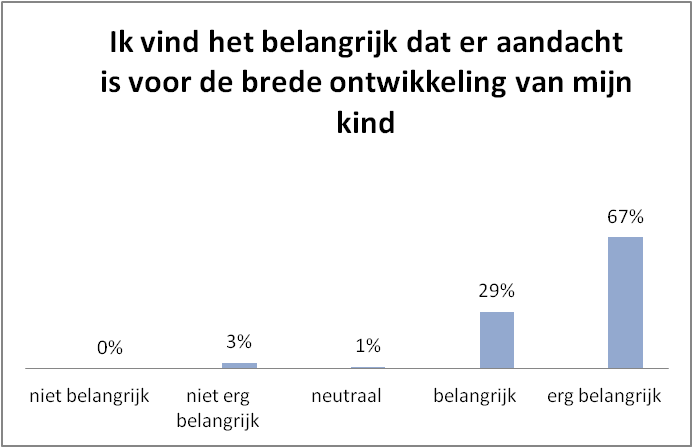 Ik vind het belangrijk dat er aandacht
is voor de brede ontwikkeling van mijn
kind
0%
3%
1%
29%
67%
niet belangrijk
niet erg
belangrijk
neutraal
belangrijk
erg belangrijk